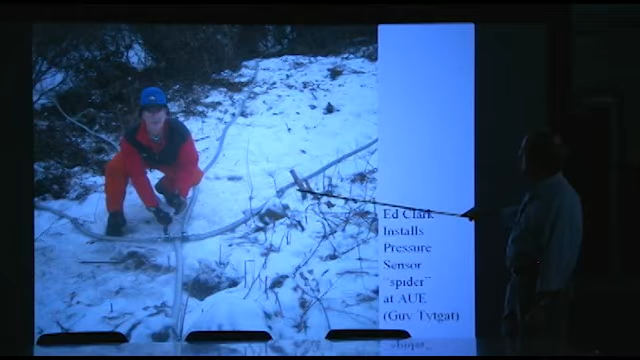 Ed Clark
Installs
Pressure
Sensor
"spider"
at AUE
(Guy Tytgat)